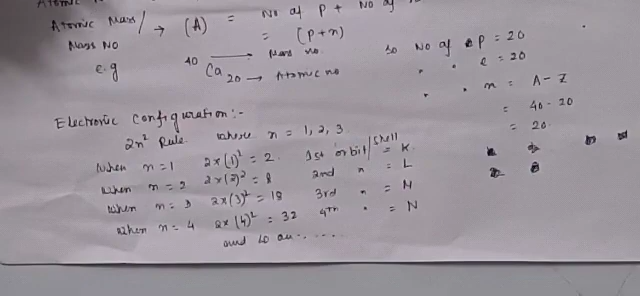 Atomic
Atomic Mass / → (A) = No of P + No of
Mass No = (P+n)
e.g 40 → Mass no. so No of P = 20
Ca 20 → Atomic no " " e = 20
" " n = A - Z
= 40 - 20
= 20
Electronic Configuration :-
2n² Rule. where n = 1, 2, 3
when n = 1 2×(1)² = 2. 1st orbit/shell = K
when n = 2 2×(2)² = 8 2nd " = L
when n = 3 2×(3)² = 18 3rd " = M
when n = 4 2×(4)² = 32 4th " = N
and so on......